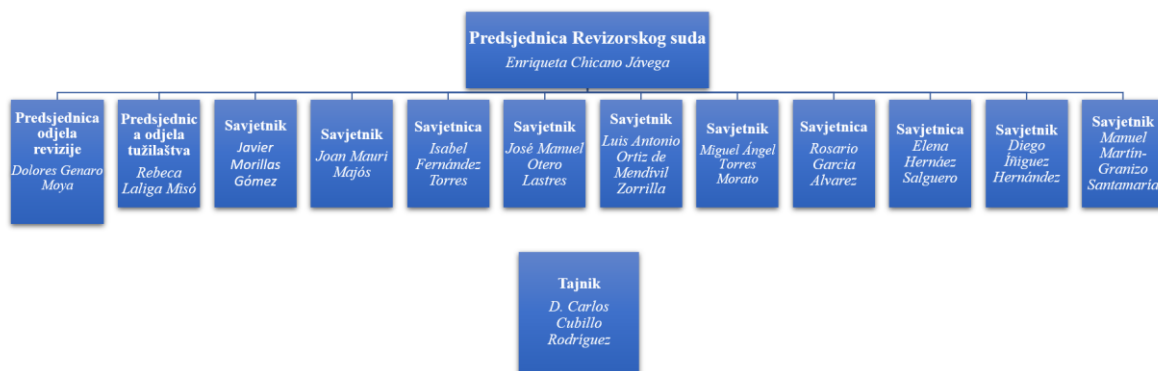 Predsjednica Revizorskog suda
Enriqueta Chicano Jávega
Predsjednica
odjela
revizije
Dolores Genaro
Moya
Predsjednic
a odjela
tužilaštva
Rebeca
Laliga Misó
Savjetnik
Javier
Morillas
Gómez
Savjetnik
Joan Mauri
Majós
Savjetnica
Isabel
Fernández
Torres
Savjetnik
José Manuel
Otero
Lastres
Savjetnik
Luis Antonio
Ortiz de
Mendívil
Zorrilla
Savjetnik
Miguel Ángel
Torres
Morato
Savjetnica
Rosario
Garcia
Alvarez
Savjetnica
Elena
Hernáez
Salguero
Savjetnik
Diego
Íñiguez
Hernández
Savjetnik
Manuel
Martín-
Granizo
Santamaría
Tajnik
D. Carlos
Cubillo
Rodríguez